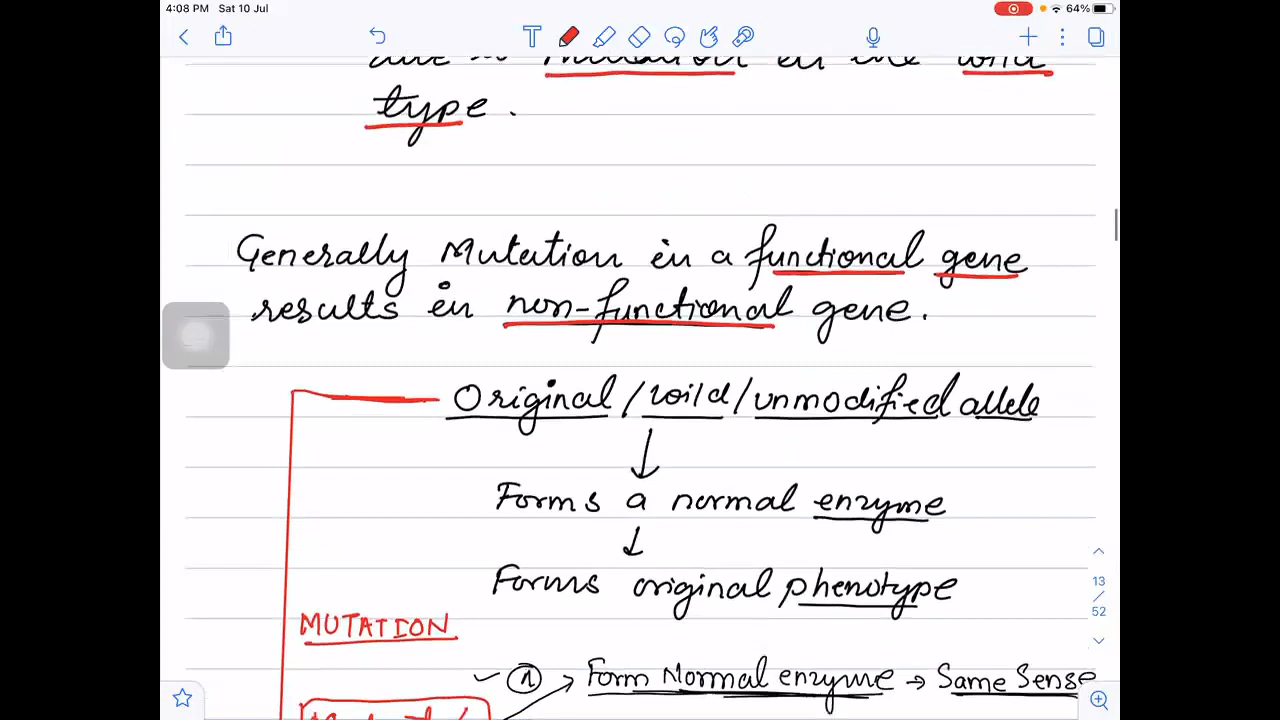 4:08 PM Sat 10 Jul 64%
wild
type.
Generally Mutation in a functional gene
results in non-functional gene.
Original/wild/unmodified allele
↓
Forms a normal enzyme
↓
Forms original phenotype
13
/
52
MUTATION
1 → Form Normal enzyme → Same Sense